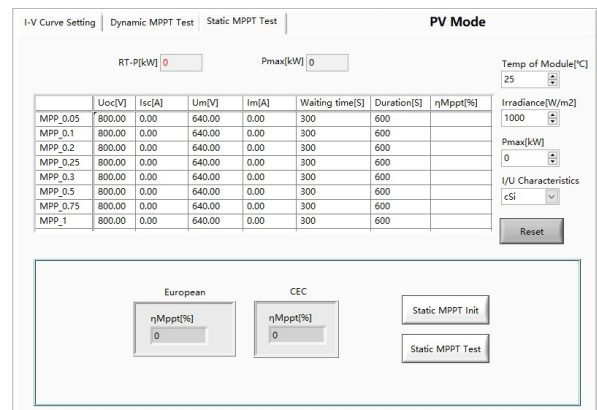 I-V Curve Setting Dynamic MPPT Test Static MPPT Test PV Mode
RT-P[kW] 0 Pmax[kW] 0
Temp of Module[℃]
25
Uoc[V] Isc[A] Um[V] Im[A] Waiting time[S] Duration[S] ηMppt[%]
MPP_0.05 800.00 0.00 640.00 0.00 300 600
MPP_0.1 800.00 0.00 640.00 0.00 300 600
MPP_0.2 800.00 0.00 640.00 0.00 300 600
MPP_0.25 800.00 0.00 640.00 0.00 300 600
MPP_0.3 800.00 0.00 640.00 0.00 300 600
MPP_0.5 800.00 0.00 640.00 0.00 300 600
MPP_0.75 800.00 0.00 640.00 0.00 300 600
MPP_1 800.00 0.00 640.00 0.00 300 600
Irradiance[W/m2]
1000
Pmax[kW]
0
I/U Characteristics
cSi
Reset
European CEC
ηMppt[%] ηMppt[%]
0 0
Static MPPT Init
Static MPPT Test